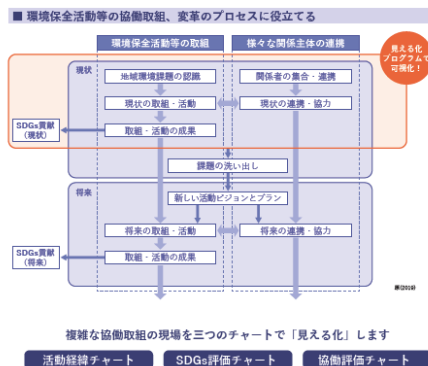 ■ 環境保全活動等の協働取組、変革のプロセスに役立てる
環境保全活動等の取組
様々な関係主体の連携
見える化
プログラムで
可視化！
現状
地域環境課題の認識
関係者の集合・連携
現状の取組・活動
現状の連携・協力
SDGs貢献
(現状)
取組・活動の成果
課題の洗い出し
将来
新しい活動ビジョンとプラン
将来の取組・活動
将来の連携・協力
SDGs貢献
(将来)
取組・活動の成果
複雑な協働取組の現場を三つのチャートで「見える化」します
活動経緯チャート
SDGs評価チャート
協働評価チャート